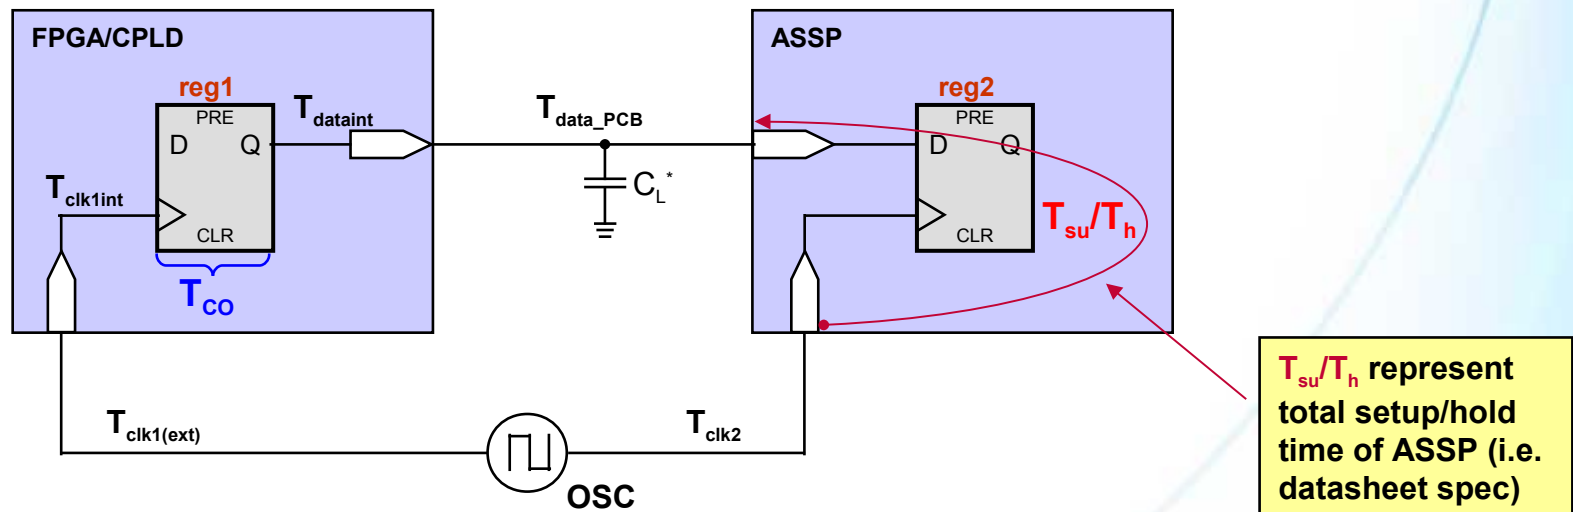 FPGA/CPLD
reg1
PRE
D Q
CLR
T_CO
T_clk1int
T_dataint
T_data_PCB
C_L*
ASSP
reg2
PRE
D Q
CLR
T_su/T_h
T_clk1(ext)
OSC
T_clk2
T_su/T_h represent
total setup/hold
time of ASSP (i.e.
datasheet spec)